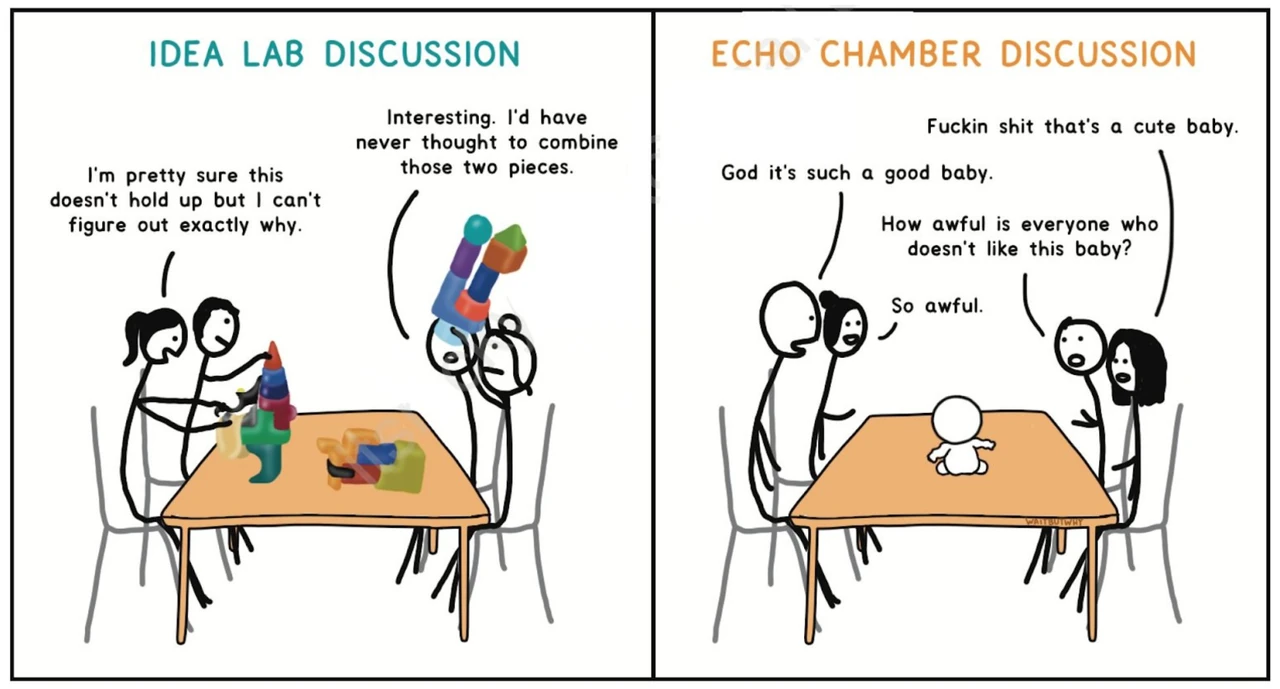 IDEA LAB DISCUSSION
I'm pretty sure this
doesn't hold up but I can't
figure out exactly why.
Interesting. I'd have
never thought to combine
those two pieces.
ECHO CHAMBER DISCUSSION
Fuckin shit that's a cute baby.
God it's such a good baby.
How awful is everyone who
doesn't like this baby?
So awful.
WAITBUTWHY